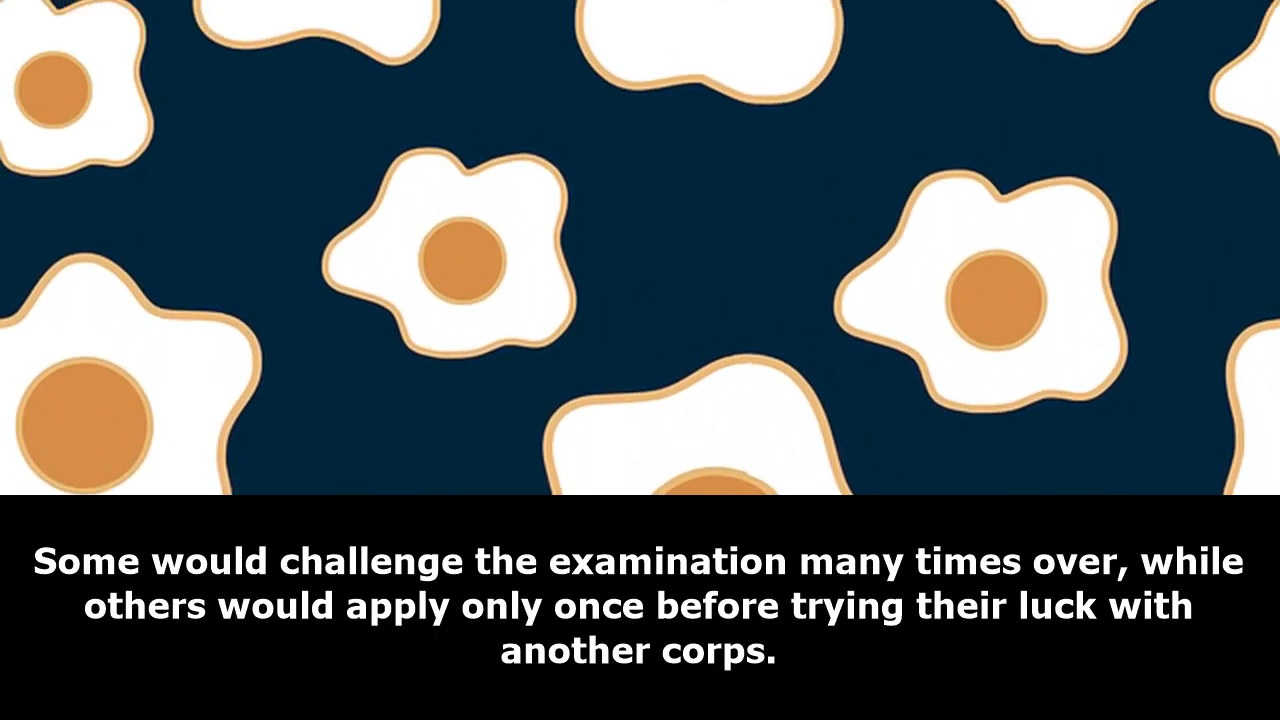 Some would challenge the examination many times over, while
others would apply only once before trying their luck with
another corps.